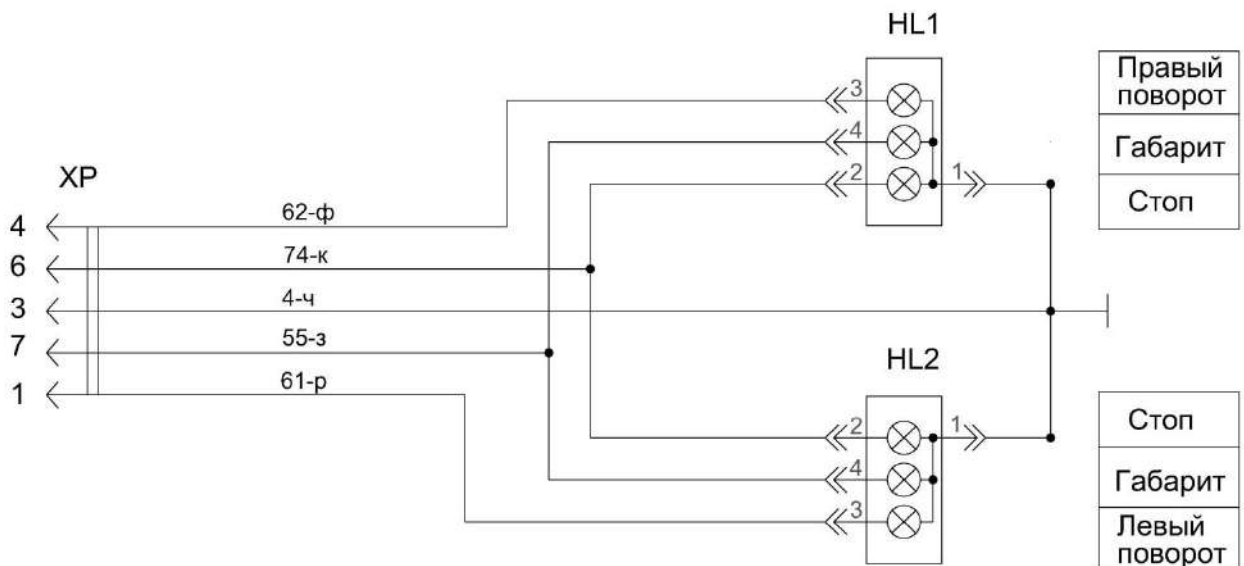 HL1
Правый
поворот
3
4
Габарит
2
1
Стоп
XP
4
62-ф
6
74-к
3
4-ч
7
55-з
1
61-р
HL2
2
1
Стоп
4
Габарит
3
Левый
поворот